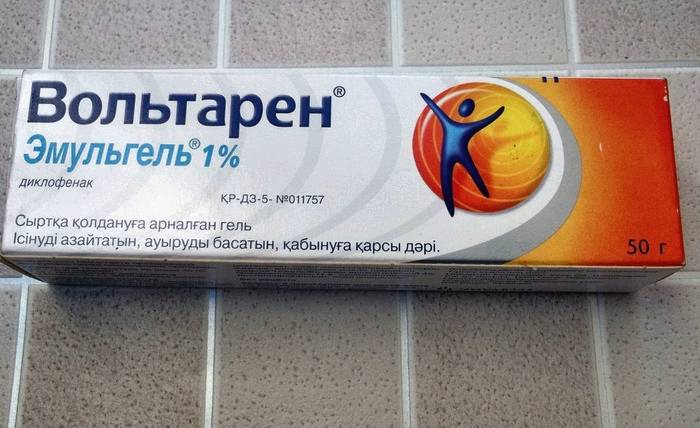 Вольтарен®
Эмульгель® 1%
диклофенак
ҚР-ДЗ-5- №011757
Сыртқа қолдануға арналған гель
Ісінуді азайтатын, ауыруды басатын, қабынуға қарсы дәрі.
50 г